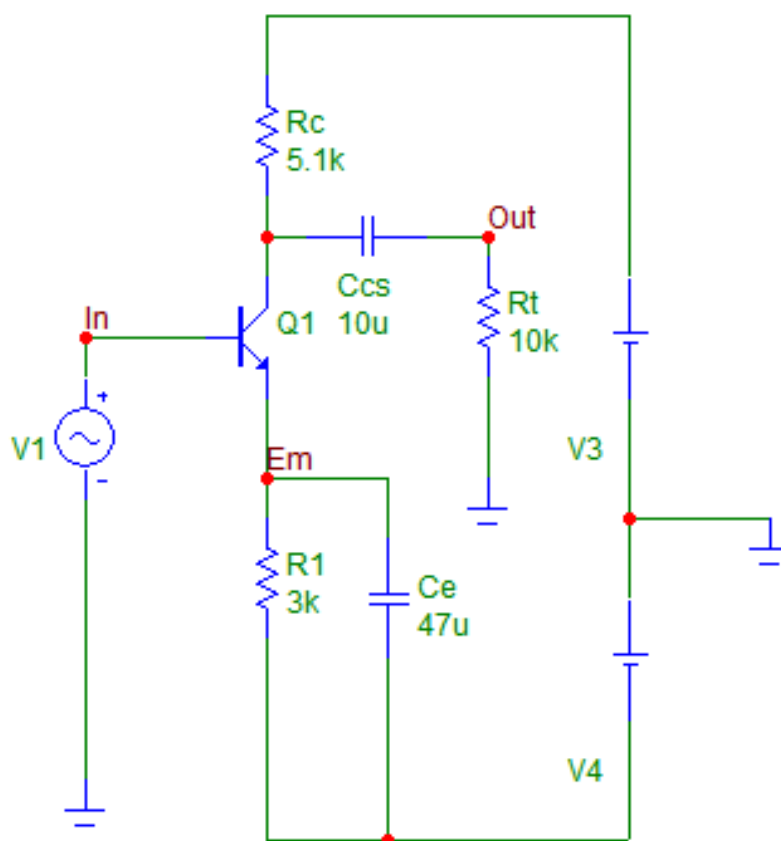 Rc
5.1k
Out
Ccs
10u
Rt
10k
In
Q1
V1
+
-
Em
V3
R1
3k
Ce
47u
V4